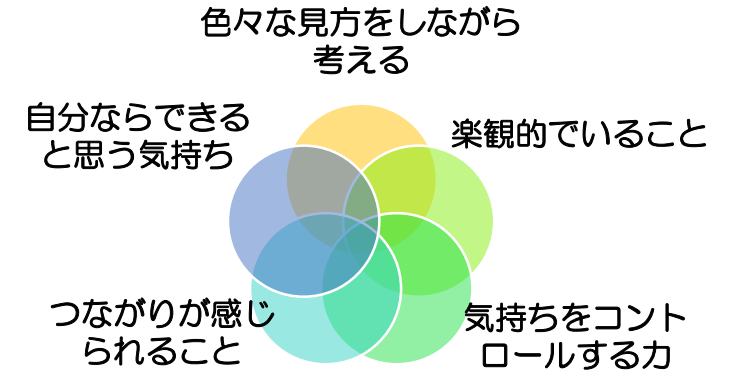 色々な見方をしながら
考える
自分ならできる
と思う気持ち
楽観的でいること
つながりが感じ
られること
気持ちをコント
ロールする力